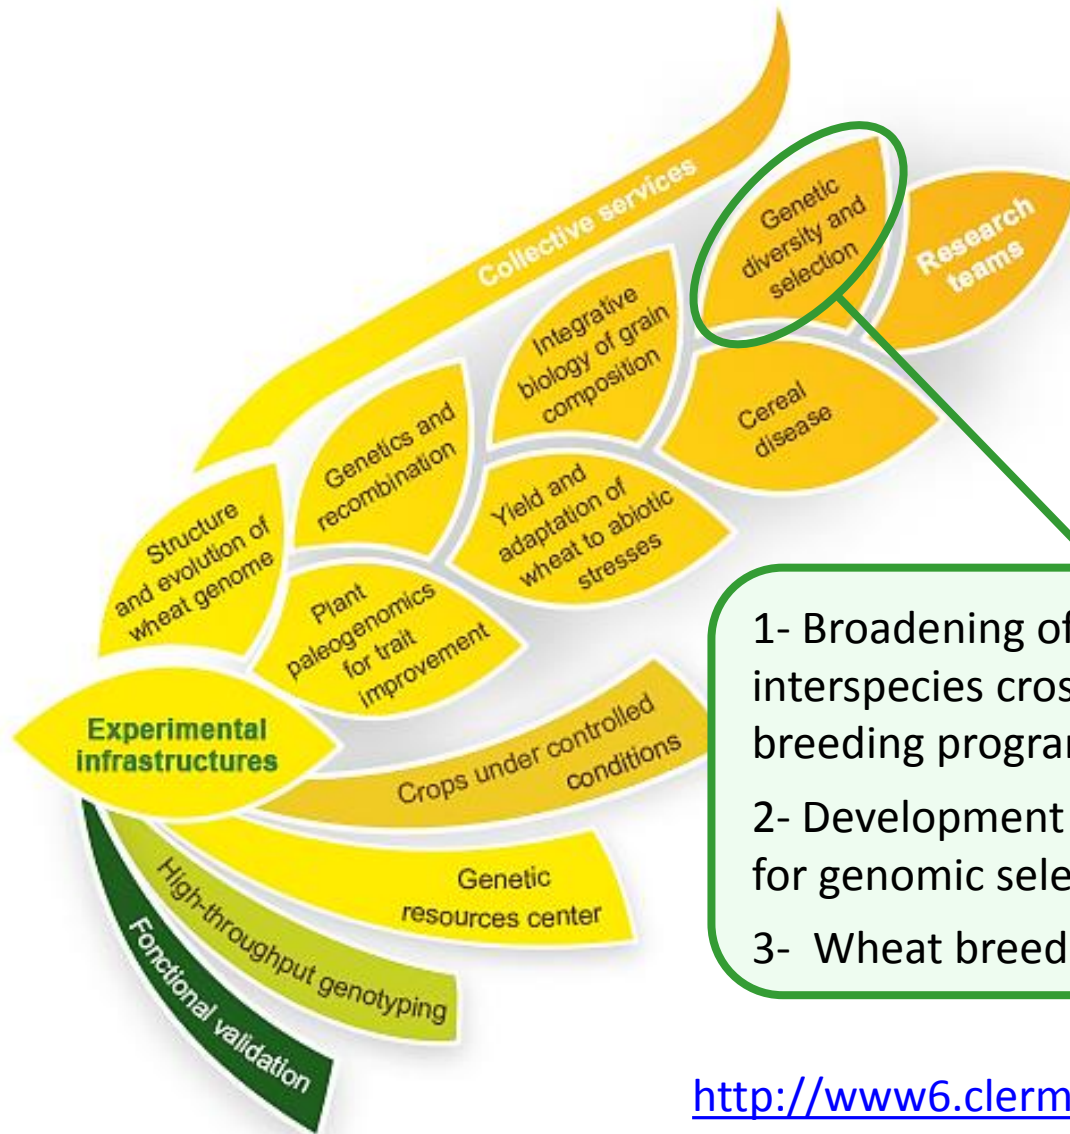 Collective services
Genetic
diversity and
selection
Research
teams
Integrative
biology of grain
composition
Cereal
disease
Genetics and
recombination
Yield and
adaptation of
wheat to abiotic
stresses
Structure
and evolution of
wheat genome
Plant
paleogenomics
for trait
improvement
Experimental
infrastructures
Crops under controlled
conditions
Genetic
resources center
High-throughput genotyping
Fonctional validation
1- Broadening of
interspecies cros
breeding program
2- Development
for genomic sele
3- Wheat breed
http://www6.clerm